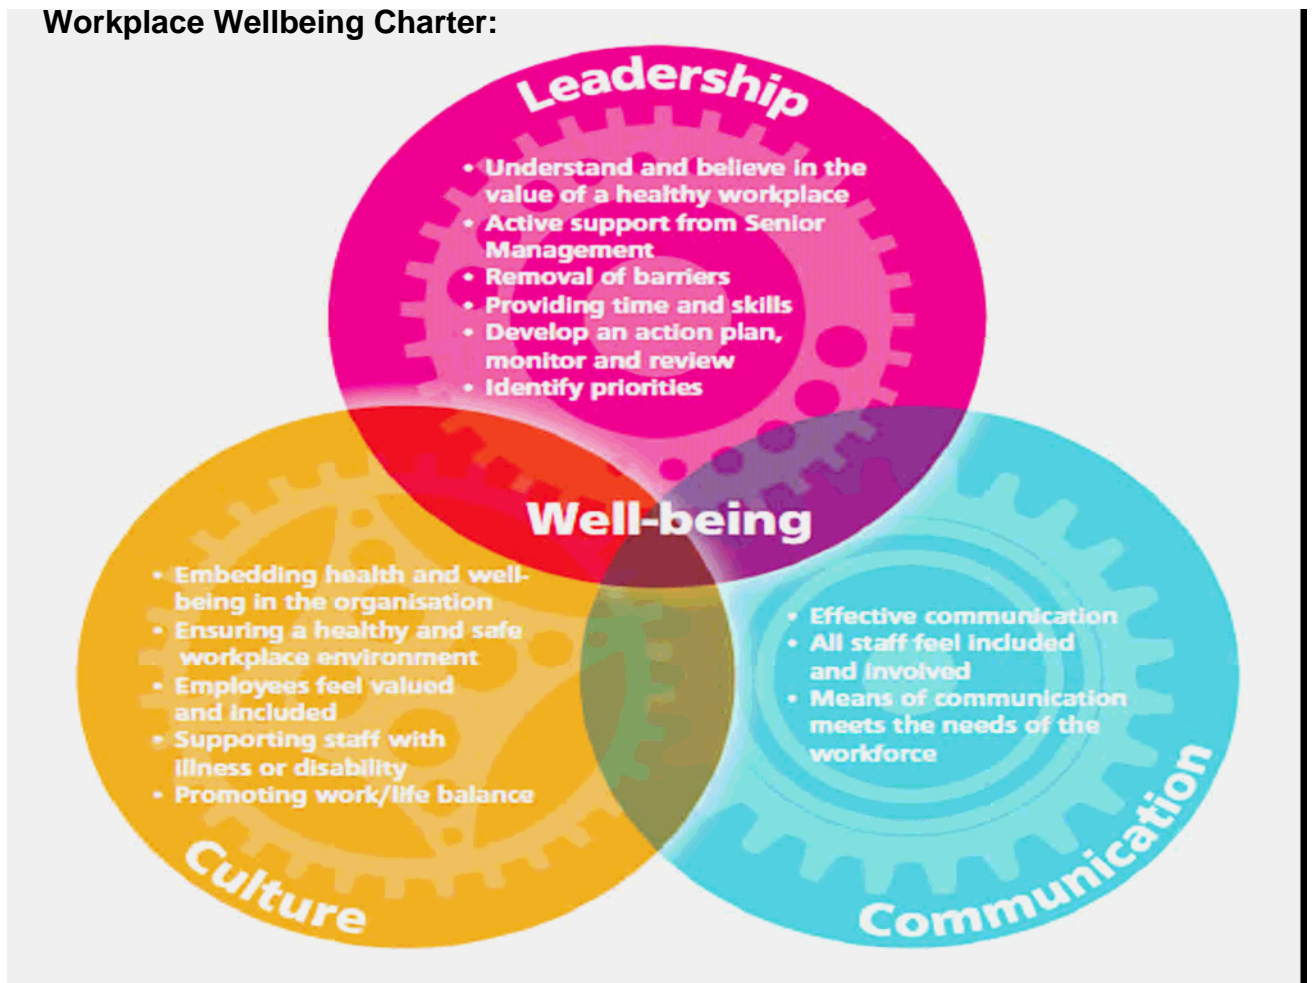 Workplace Wellbeing Charter:
Leadership
• Understand and believe in the
value of a healthy workplace
• Active support from Senior
Management
• Removal of barriers
• Providing time and skills
• Develop an action plan,
monitor and review
• Identify priorities
Well-being
• Embedding health and well-
being in the organisation
• Ensuring a healthy and safe
workplace environment
• Employees feel valued
and included
• Supporting staff with
illness or disability
• Promoting work/life balance
Culture
• Effective communication
• All staff feel included
and involved
• Means of communication
meets the needs of the
workforce
Communication